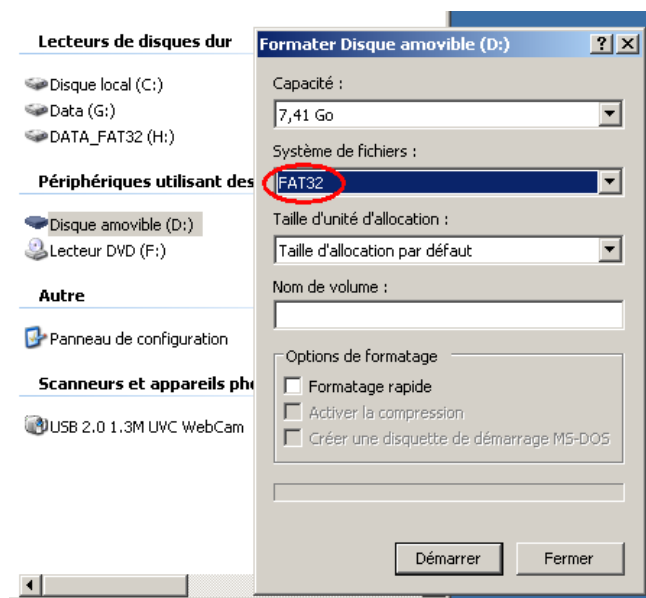 Lecteurs de disques dur
Disque local (C:)
Data (G:)
DATA_FAT32 (H:)
Périphériques utilisant des
Disque amovible (D:)
Lecteur DVD (F:)
Autre
Panneau de configuration
Scanneurs et appareils pho
USB 2.0 1.3M UVC WebCam
Formater Disque amovible (D:)
Capacité :
7,41 Go
Système de fichiers :
FAT32
Taille d'unité d'allocation :
Taille d'allocation par défaut
Nom de volume :
Options de formatage
Formatage rapide
Activer la compression
Créer une disquette de démarrage MS-DOS
Démarrer
Fermer